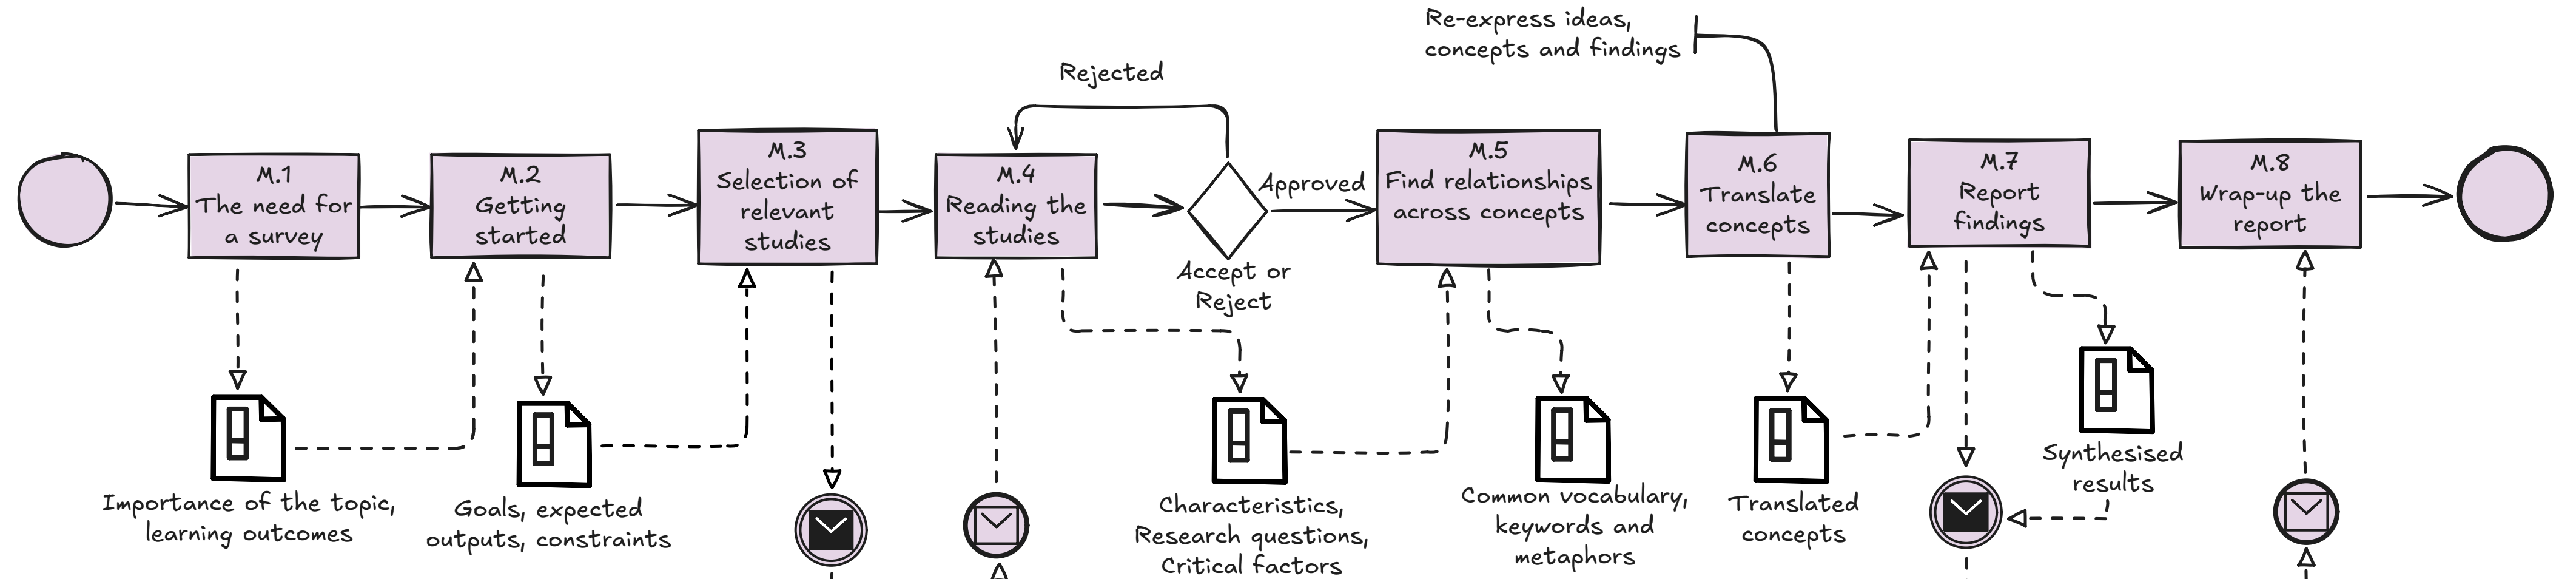 Re-express ideas,
concepts and findings
Rejected
M.1
The need for
a survey
M.2
Getting
started
M.3
Selection of
relevant
studies
M.4
Reading the
studies
Accept or
Reject
Approved
M.5
Find relationships
across concepts
M.6
Translate
concepts
M.7
Report
findings
M.8
Wrap-up the
report
Importance of the topic,
learning outcomes
Goals, expected
outputs, constraints
Characteristics,
Research questions,
Critical factors
Common vocabulary,
keywords and
metaphors
Translated
concepts
Synthesised
results